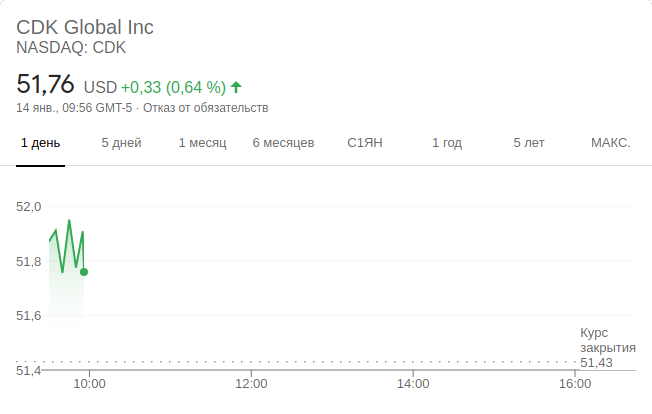 CDK Global Inc
NASDAQ: CDK
51,76 USD +0,33 (0,64 %)
14 янв., 09:56 GMT-5 · Отказ от обязательств
1 день 5 дней 1 месяц 6 месяцев С1ЯН 1 год 5 лет МАКС.
52,0
51,8
51,6
Курс
закрытия
51,43
51,4
10:00 12:00 14:00 16:00